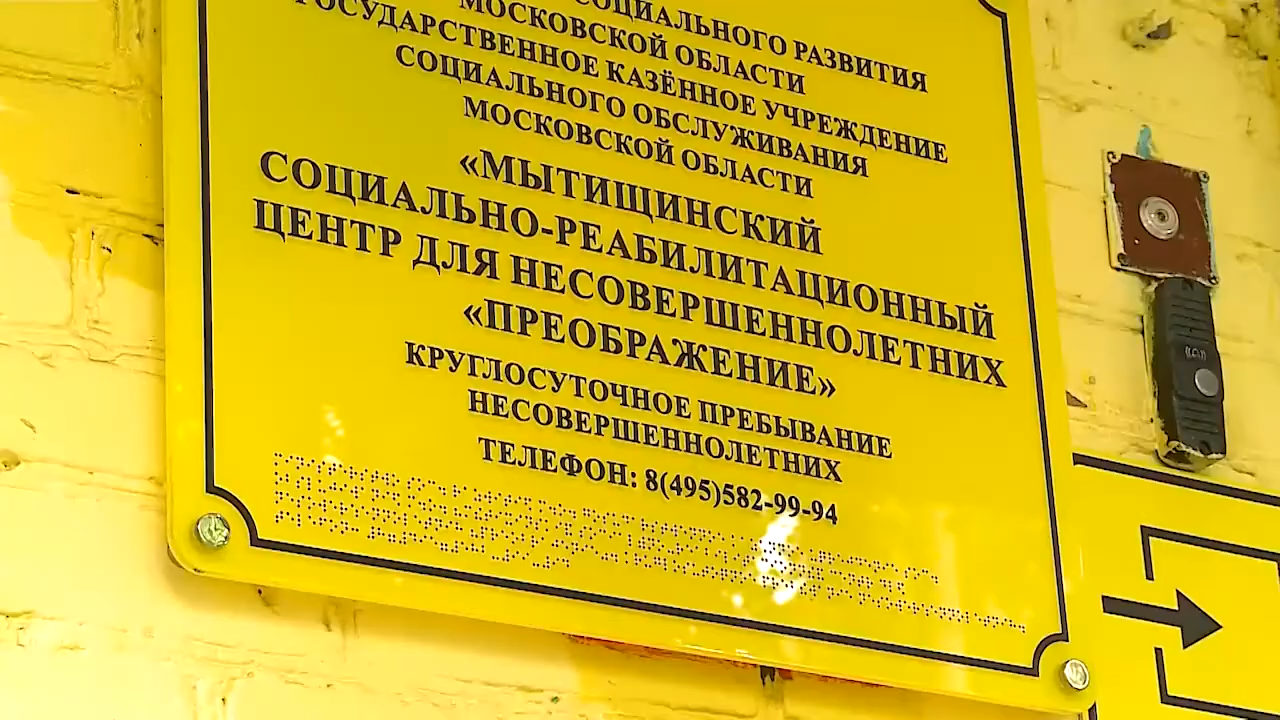 СОЦИАЛЬНОГО РАЗВИТИЯ
МОСКОВСКОЙ ОБЛАСТИ
ГОСУДАРСТВЕННОЕ КАЗЁННОЕ УЧРЕЖДЕНИЕ
СОЦИАЛЬНОГО ОБСЛУЖИВАНИЯ
МОСКОВСКОЙ ОБЛАСТИ
«МЫТИЩИНСКИЙ
СОЦИАЛЬНО-РЕАБИЛИТАЦИОННЫЙ
ЦЕНТР ДЛЯ НЕСОВЕРШЕННОЛЕТНИХ
«ПРЕОБРАЖЕНИЕ»
КРУГЛОСУТОЧНОЕ ПРЕБЫВАНИЕ
НЕСОВЕРШЕННОЛЕТНИХ
ТЕЛЕФОН: 8(495)582-99-94